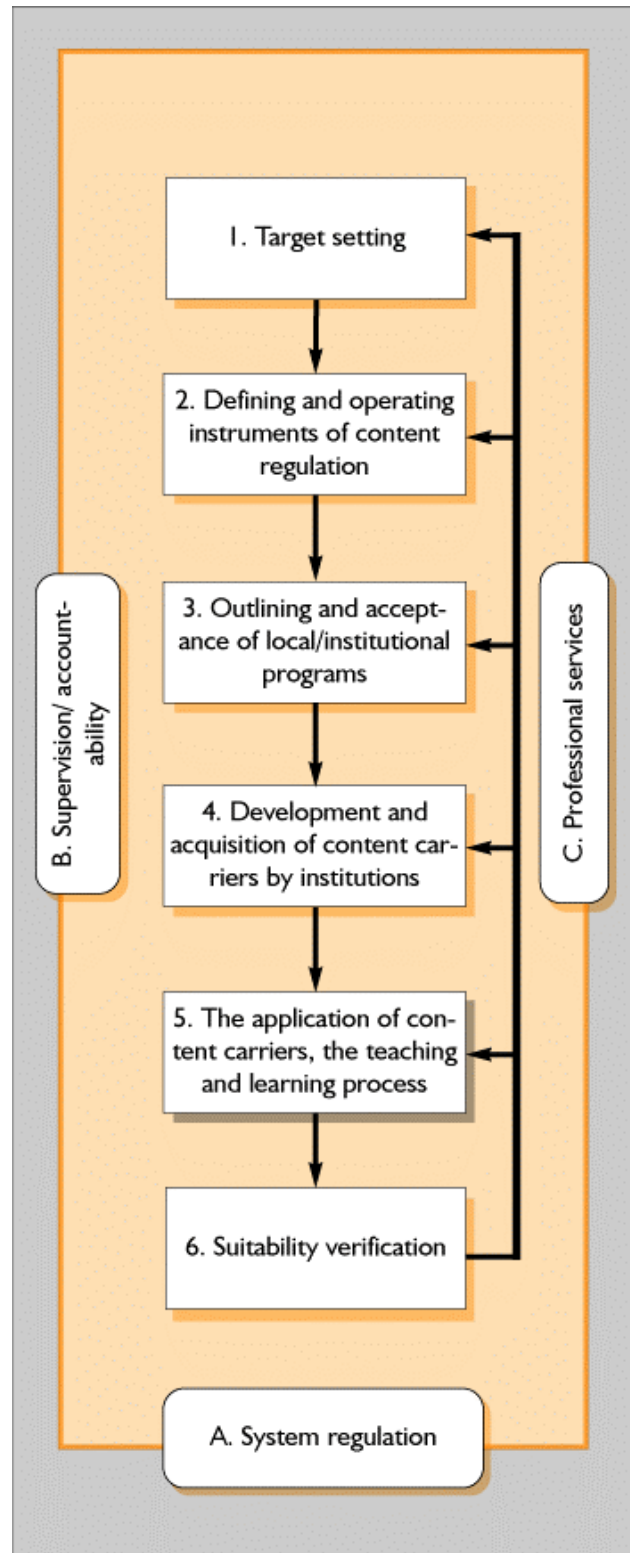 1. Target setting
2. Defining and operating
instruments of content
regulation
3. Outlining and accept-
ance of local/institutional
programs
B. Supervision/ account-
ability
C. Professional services
4. Development and
acquisition of content car-
riers by institutions
5. The application of con-
tent carriers, the teaching
and learning process
6. Suitability verification
A. System regulation